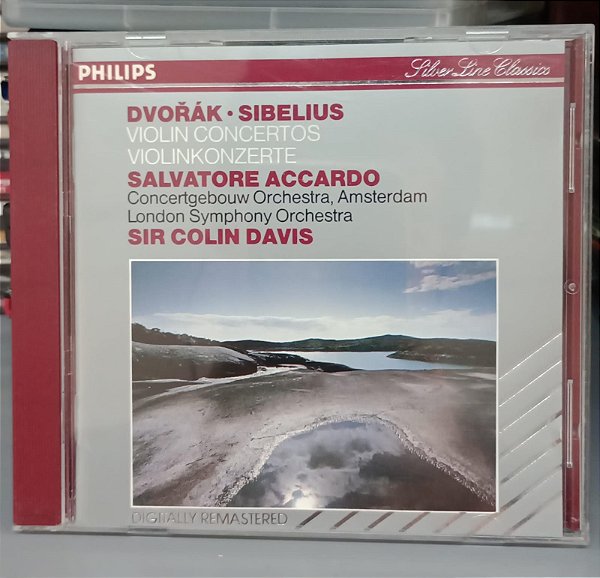 PHILIPS
Silver Line Classics
DVOŘÁK · SIBELIUS
VIOLIN CONCERTOS
VIOLINKONZERTE
SALVATORE ACCARDO
Concertgebouw Orchestra, Amsterdam
London Symphony Orchestra
SIR COLIN DAVIS
DIGITALLY REMASTERED